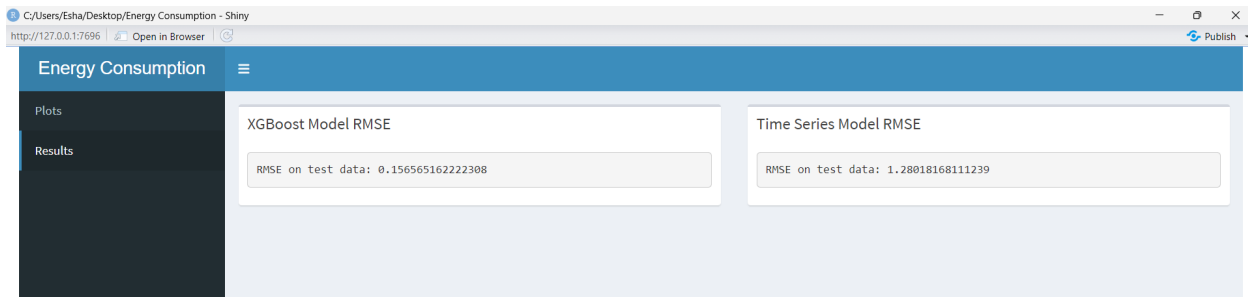 C:/Users/Esha/Desktop/Energy Consumption - Shiny
http://127.0.0.1:7696 Open in Browser Publish
Energy Consumption
Plots
Results
XGBoost Model RMSE
RMSE on test data: 0.156565162222308
Time Series Model RMSE
RMSE on test data: 1.28018168111239